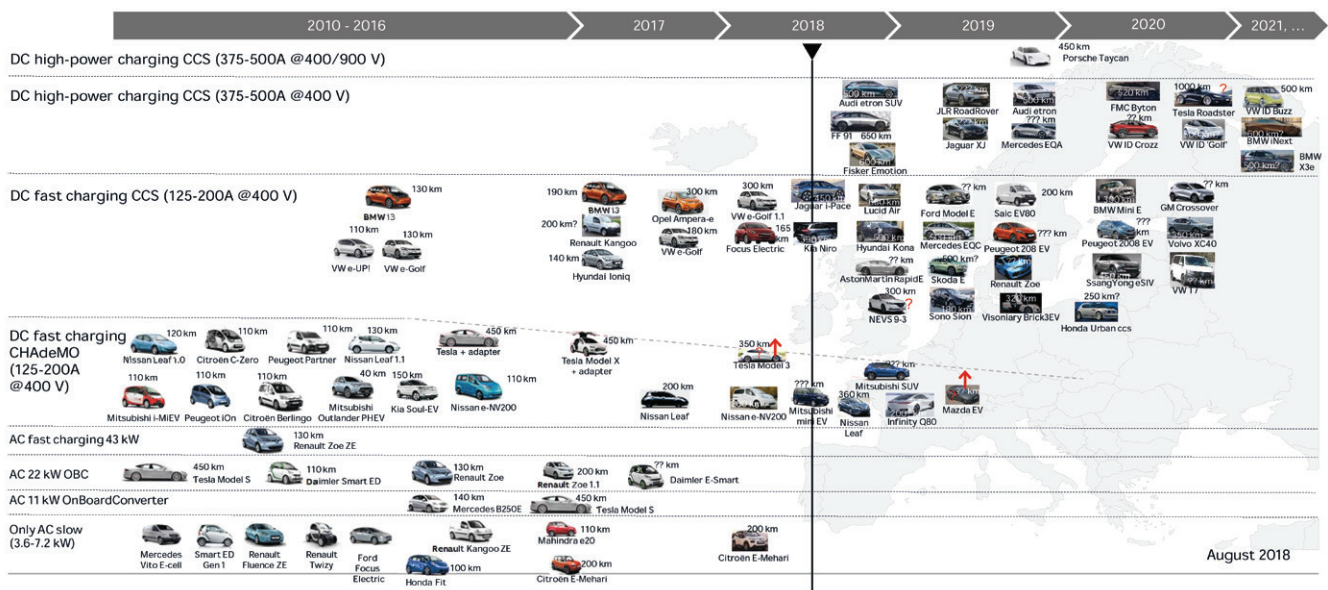 2010 - 2016
2017
2018
2019
2020
2021, ...
DC high-power charging CCS (375-500A @400/900 V)
450 km
Porsche Taycan
DC high-power charging CCS (375-500A @400 V)
Audi etron SUV
FF 91 650 km
Fisker Emotion
JLR RoadRover
Jaguar XJ
Audi etron
??? km
Mercedes EQA
520 km
FMC Byton
?? km
VW ID Crozz
1000 km ?
Tesla Roadster
VW ID 'Golf'
500 km
VW ID Buzz
BMW iNext
500 km?
BMW
X3e
DC fast charging CCS (125-200A @400 V)
130 km
BMW i3
110 km
VW e-UP!
130 km
VW e-Golf
190 km
BMW i3
200 km?
Renault Kangoo
140 km
Hyundai Ioniq
300 km
Opel Ampera-e
180 km
VW e-Golf
300 km
VW e-Golf 1.1
165
km
Focus Electric
Jaguar i-Pace
Kia Niro
Lucid Air
Hyundai Kona
?? km
AstonMartin RapidE
300 km
?
NEVS 9-3
?? km
Ford Model E
Mercedes EQC
500 km?
Skoda E
Sono Sion
200 km
Saic EV80
??? km
Peugeot 208 EV
Renault Zoe
320 km
Visionary Brick3EV
BMW Mini E
???
km
Peugeot 2008 EV
SsangYong eSIV
250 km?
Honda Urban ccs
?? km
GM Crossover
Volvo XC40
VW T7
DC fast charging
CHAdeMO
(125-200A
@400 V)
120 km
Nissan Leaf 1.0
110 km
Citroën C-Zero
110 km
Peugeot Partner
130 km
Nissan Leaf 1.1
450 km
Tesla + adapter
450 km
Tesla Model X
+ adapter
350 km
?
Tesla Model 3
Mitsubishi SUV
110 km
Mitsubishi i-MiEV
110 km
Peugeot iOn
110 km
Citroën Berlingo
40 km
Mitsubishi
Outlander PHEV
150 km
Kia Soul-EV
110 km
Nissan e-NV200
200 km
Nissan Leaf
200 km
Nissan e-NV200
??? km
Mitsubishi
mini EV
360 km
Nissan
Leaf
Infinity Q80
Mazda EV
AC fast charging 43 kW
130 km
Renault Zoe ZE
AC 22 kW OBC
450 km
Tesla Model S
110 km
Daimler Smart ED
130 km
Renault Zoe
200 km
Renault Zoe 1.1
?? km
Daimler E-Smart
AC 11 kW OnBoardConverter
140 km
Mercedes B250E
450 km
Tesla Model S
Only AC slow
(3.6-7.2 kW)
Mercedes
Vito E-cell
Smart ED
Gen 1
Renault
Fluence ZE
Renault
Twizy
Ford
Focus
Electric
Renault Kangoo ZE
100 km
Honda Fit
110 km
Mahindra e20
200 km
Citroën E-Mehari
200 km
Citroën E-Mehari
August 2018